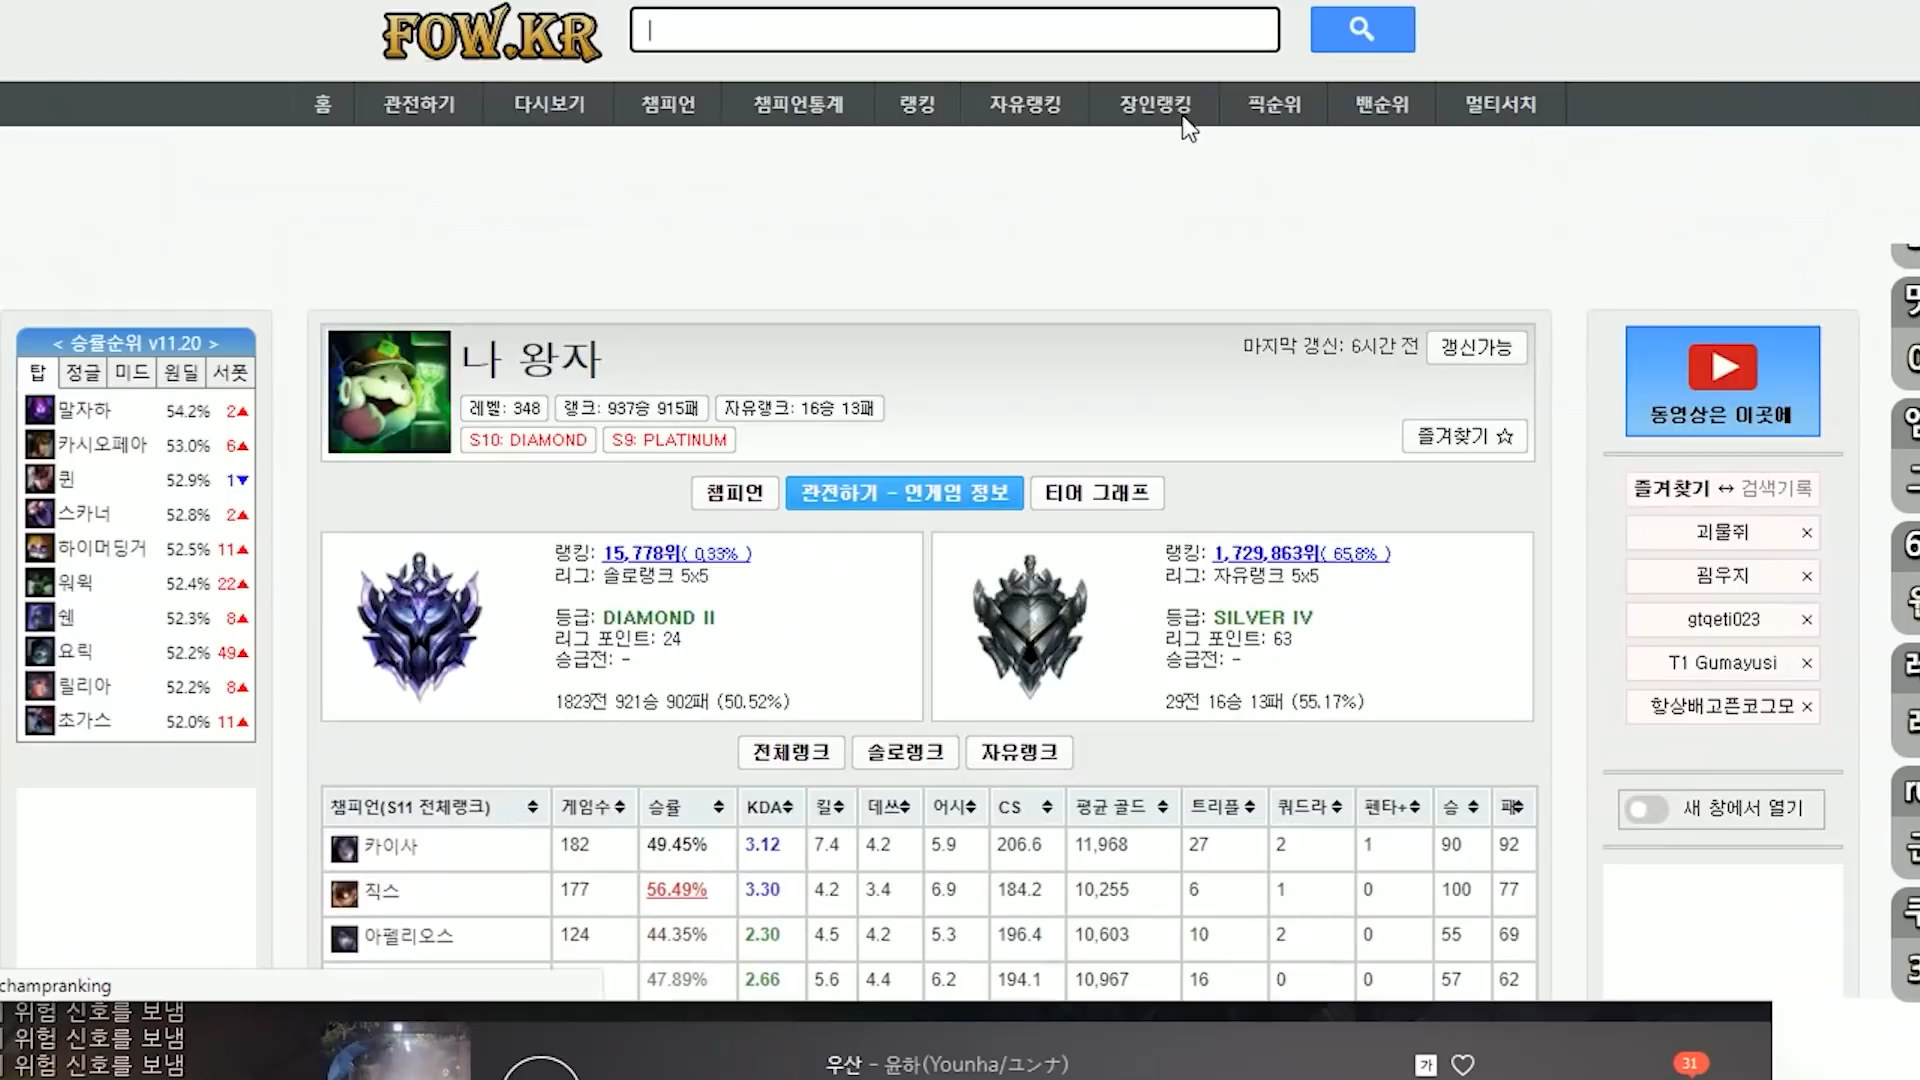 FOW.KR
홈 관전하기 다시보기 챔피언 챔피언통계 랭킹 자유랭킹 장인랭킹 픽순위 밴순위 멀티서치
< 승률순위 v11.20 >
탑 정글 미드 원딜 서폿
말자하 54.2% 2▲
카시오페아 53.0% 6▲
퀸 52.9% 1▼
스카너 52.8% 2▲
하이머딩거 52.5% 11▲
워윅 52.4% 22▲
쉔 52.3% 8▲
요릭 52.2% 49▲
릴리아 52.2% 8▲
초가스 52.0% 11▲
나 왕자
마지막 갱신: 6시간 전 갱신가능
레벨: 348 랭크: 937승 915패 자유랭크: 16승 13패
S10: DIAMOND S9: PLATINUM
즐겨찾기 ☆
챔피언 관전하기 - 인게임 정보 티어 그래프
랭킹: 15,778위( 0.33% )
리그: 솔로랭크 5x5
등급: DIAMOND II
리그 포인트: 24
승급전: -
1823전 921승 902패 (50.52%)
랭킹: 1,729,863위( 65.8% )
리그: 자유랭크 5x5
등급: SILVER IV
리그 포인트: 63
승급전: -
29전 16승 13패 (55.17%)
전체랭크 솔로랭크 자유랭크
챔피언(S11 전체랭크) 게임수 승률 KDA 킬 데쓰 어시 CS 평균 골드 트리플 쿼드라 펜타+ 승 패
카이사 182 49.45% 3.12 7.4 4.2 5.9 206.6 11,968 27 2 1 90 92
직스 177 56.49% 3.30 4.2 3.4 6.9 184.2 10,255 6 1 0 100 77
아펠리오스 124 44.35% 2.30 4.5 4.2 5.3 196.4 10,603 10 2 0 55 69
47.89% 2.66 5.6 4.4 6.2 194.1 10,967 16 0 0 57 62
동영상은 이곳에
즐겨찾기 ↔ 검색기록
괴물쥐 ×
굄우지 ×
gtqeti023 ×
T1 Gumayusi ×
항상배고픈코그모 ×
새 창에서 열기
champranking
위험 신호를 보냄
위험 신호를 보냄
위험 신호를 보냄
우산 - 윤하(Younha/ユンナ)
가
31